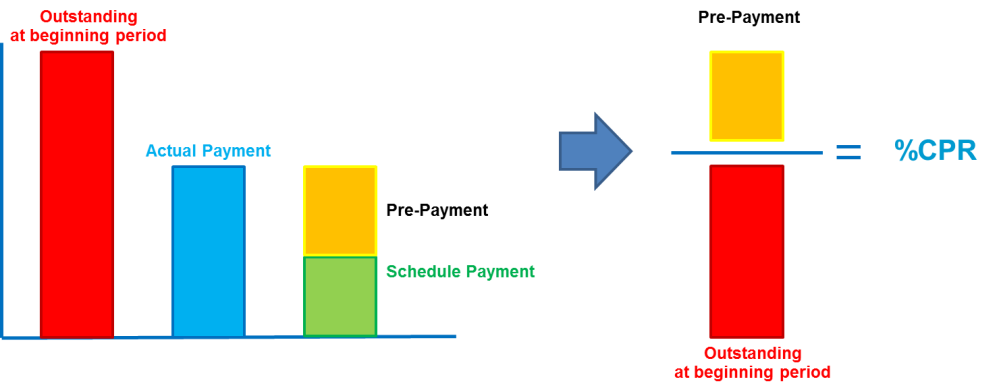 Outstanding
at beginning period
Actual Payment
Pre-Payment
Schedule Payment
Pre-Payment
= %CPR
Outstanding
at beginning period